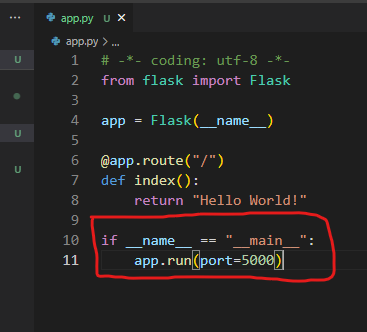 ... app.py U ×
U app.py > ...
1 # -*- coding: utf-8 -*-
2 from flask import Flask
3
U 4 app = Flask(__name__)
5
U 6 @app.route("/")
7 def index():
8     return "Hello World!"
9
10 if __name__ == "__main__":
11     app.run(port=5000)